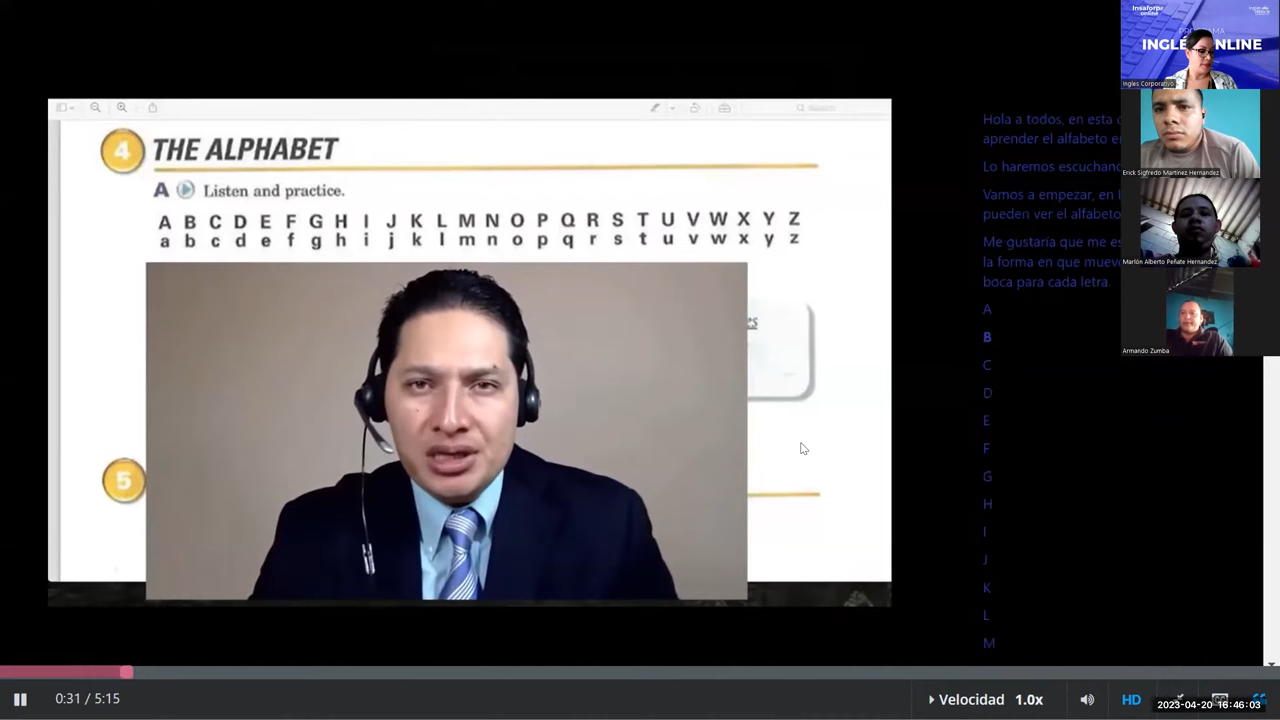 4 THE ALPHABET
A Listen and practice.
A B C D E F G H I J K L M N O P Q R S T U V W X Y Z
a b c d e f g h i j k l m n o p q r s t u v w x y z
5
Hola a todos, en esta
aprender el alfabeto
Lo haremos
Vamos a empezar, en
pueden ver el alfabeto
Me gustaría que me
la forma en que
boca para cada letra.
A
B
C
D
E
F
G
H
I
J
K
L
M
Insaforp
online
INGLÉS ONLINE
Ingles Corporativo
Erick Sigfredo Martinez Hernandez
Marlón Alberto Peñate Hernandez
Armando Zumba
0:31 / 5:15
Velocidad 1.0x
HD
2023-04-20 16:46:03